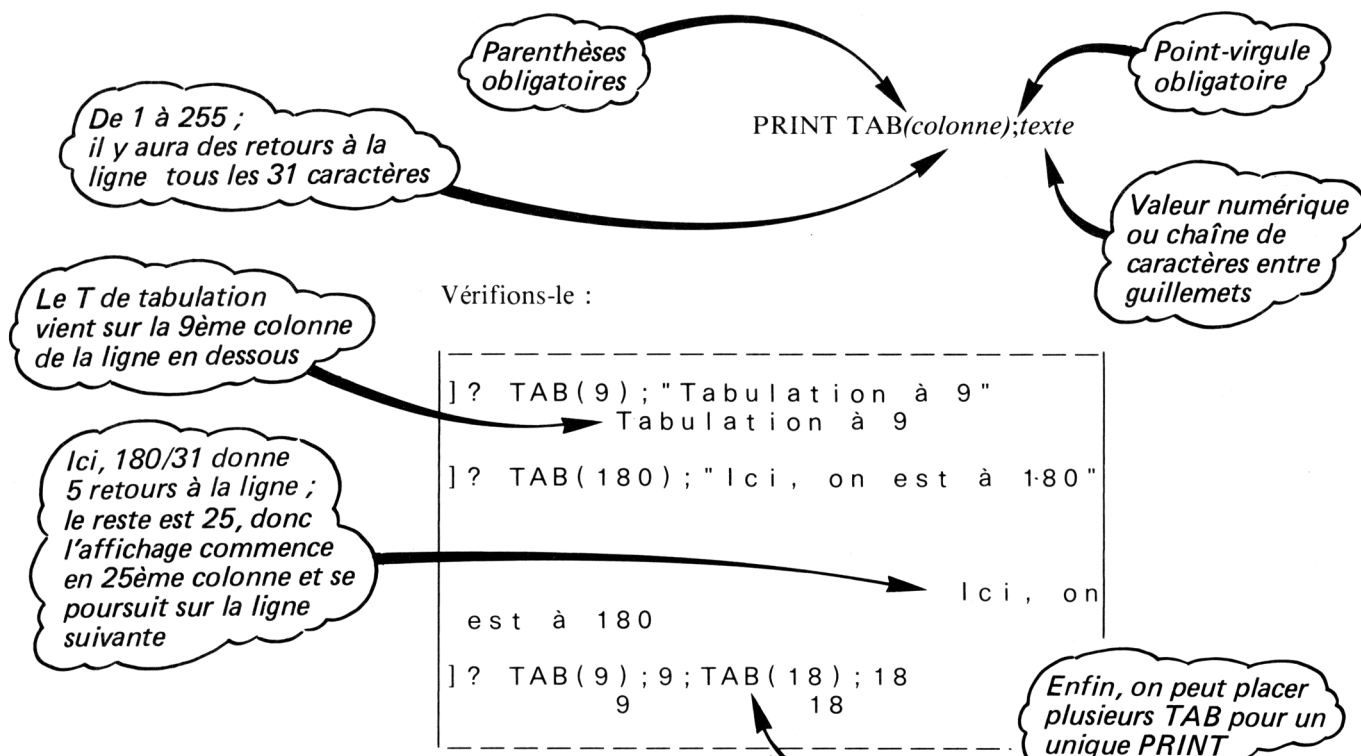 Parenthèses
obligatoires
Point-virgule
obligatoire
De 1 à 255 ;
il y aura des retours à la
ligne tous les 31 caractères
PRINT TAB(colonne);texte
Valeur numérique
ou chaîne de
caractères entre
guillemets
Le T de tabulation
vient sur la 9ème colonne
de la ligne en dessous
Vérifions-le :
]? TAB(9);"Tabulation à 9"
Tabulation à 9
Ici, 180/31 donne
5 retours à la ligne ;
le reste est 25, donc
l'affichage commence
en 25ème colonne et se
poursuit sur la ligne
suivante
]? TAB(180);"Ici, on est à 180"
Ici, on
est à 180
]? TAB(9);9;TAB(18);18
9 18
Enfin, on peut placer
plusieurs TAB pour un
unique PRINT